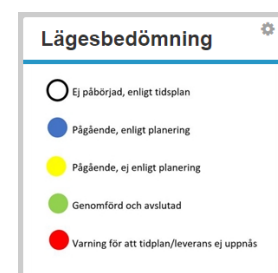 Lägesbedömning
Ej påbörjad, enligt tidsplan
Pågående, enligt planering
Pågående, ej enligt planering
Genomförd och avslutad
Varning för att tidplan/leverans ej uppnås